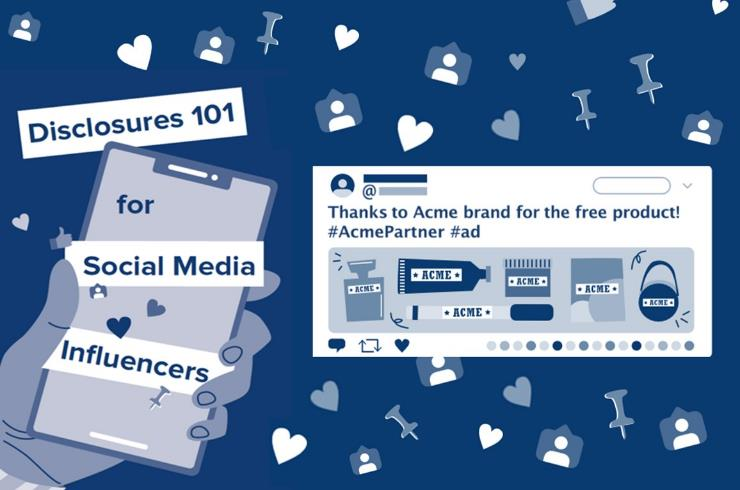 Disclosures 101
for
Social Media
Influencers
@
Thanks to Acme brand for the free product!
#AcmePartner #ad
ACME
ACME
ACME
ACME
ACME
ACME